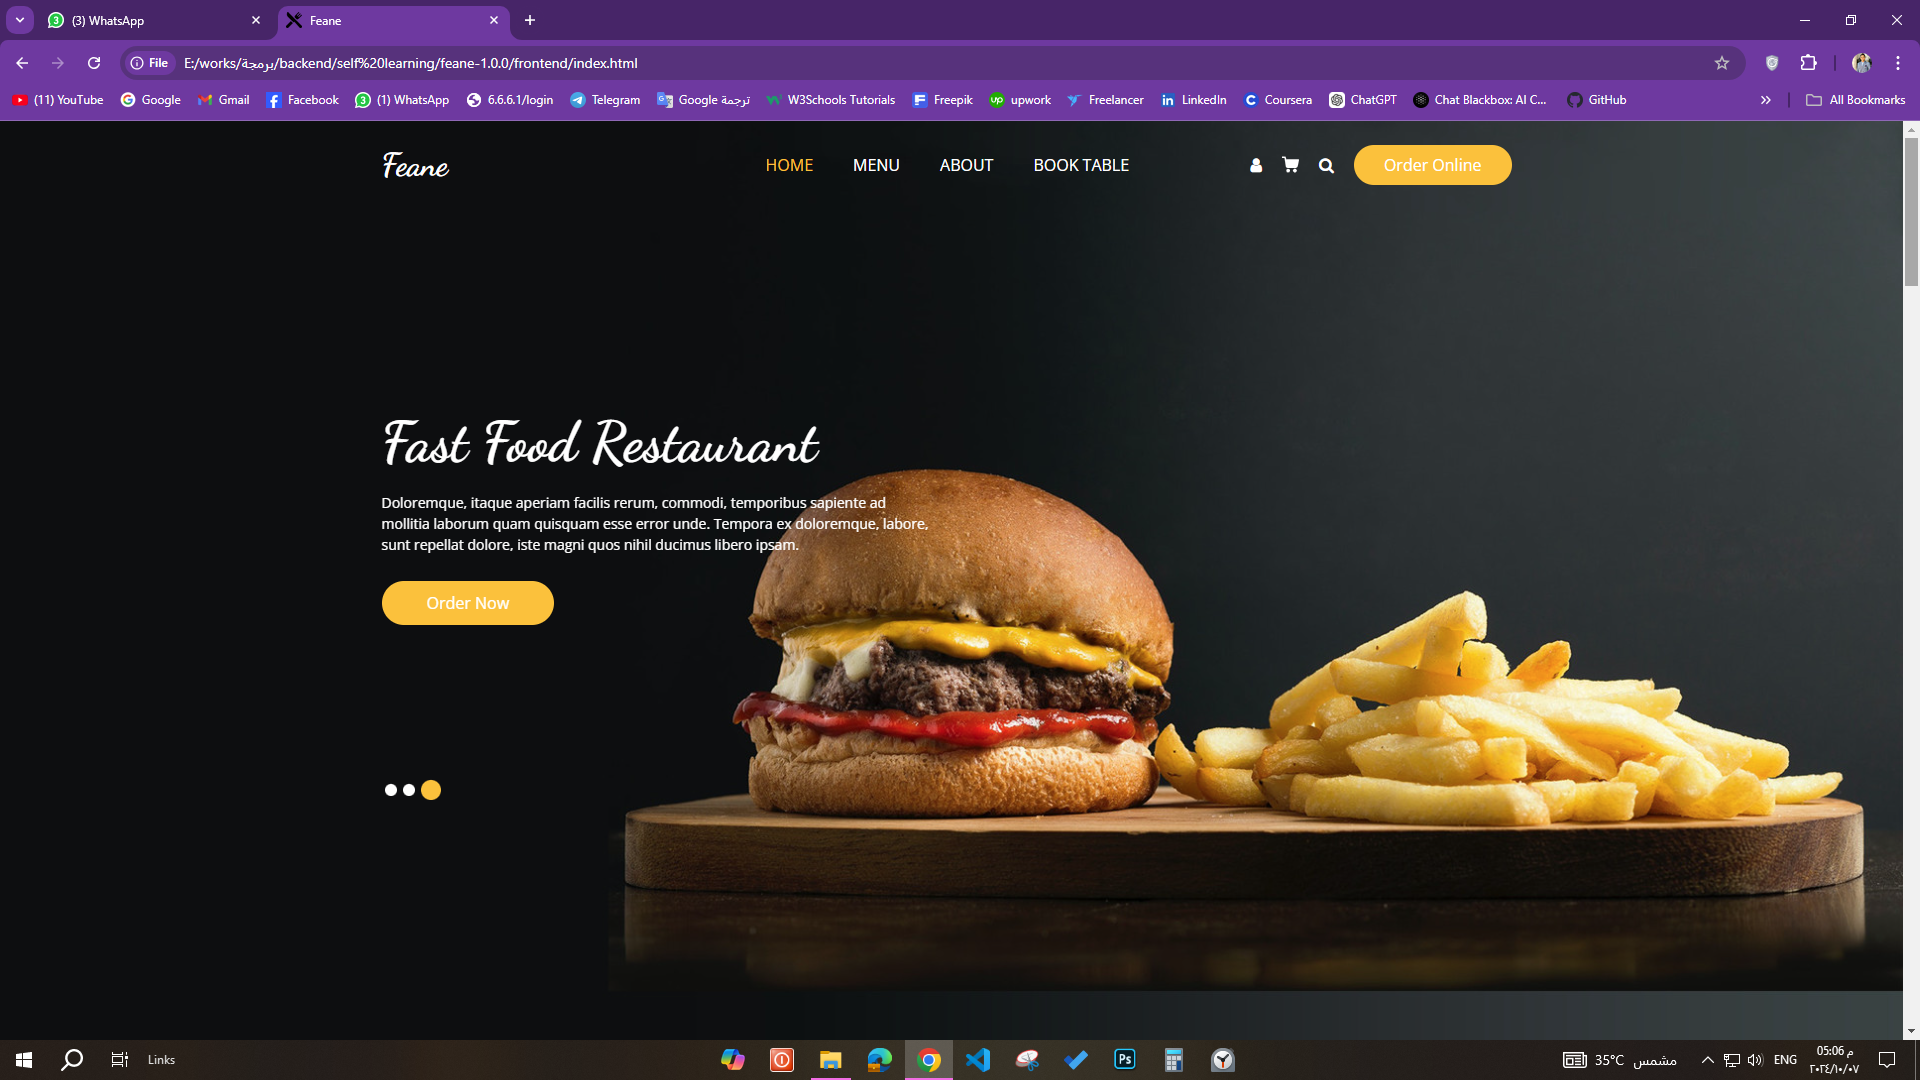 (3) WhatsApp
Feane
File E:/works/برمجة/backend/self%20learning/feane-1.0.0/frontend/index.html
(11) YouTube Google Gmail Facebook (1) WhatsApp 6.6.6.1/login Telegram Google ترجمة W3Schools Tutorials Freepik upwork Freelancer LinkedIn Coursera ChatGPT Chat Blackbox: AI C... GitHub All Bookmarks
Feane HOME MENU ABOUT BOOK TABLE Order Online
Fast Food Restaurant
Doloremque, itaque aperiam facilis rerum, commodi, temporibus sapiente ad
mollitia laborum quam quisquam esse error unde. Tempora ex doloremque, labore,
sunt repellat dolore, iste magni quos nihil ducimus libero ipsam.
Order Now
Links
Ps
35°C مشمس
ENG
05:06 م
٢٠٢٤/١٠/٠٧